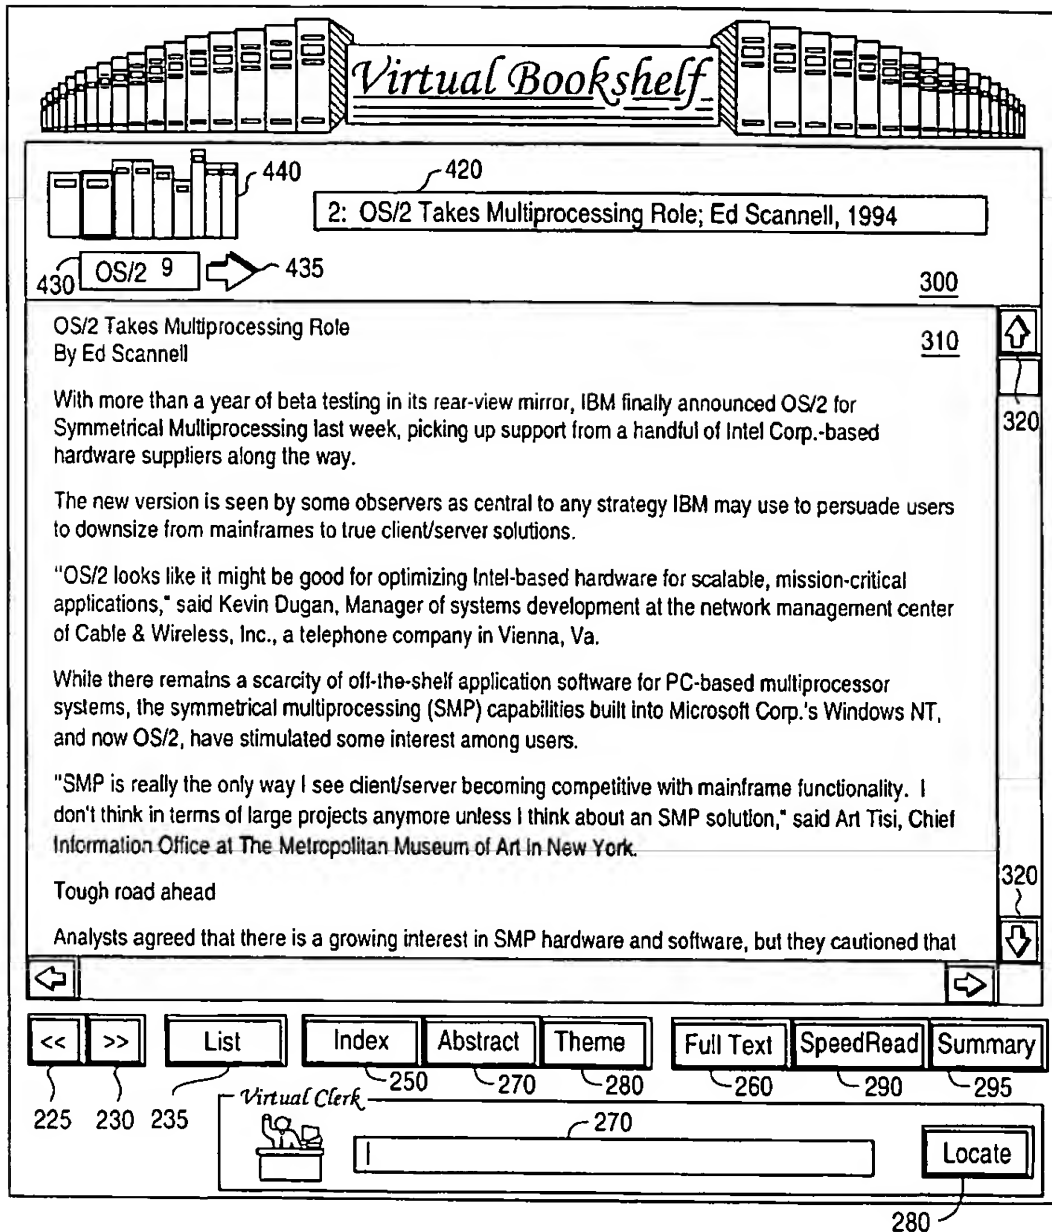 Virtual Bookshelf
440
420
2: OS/2 Takes Multiprocessing Role; Ed Scannell, 1994
430
OS/2 9
435
300
OS/2 Takes Multiprocessing Role
310
By Ed Scannell
320
With more than a year of beta testing in its rear-view mirror, IBM finally announced OS/2 for
Symmetrical Multiprocessing last week, picking up support from a handful of Intel Corp.-based
hardware suppliers along the way.
The new version is seen by some observers as central to any strategy IBM may use to persuade users
to downsize from mainframes to true client/server solutions.
"OS/2 looks like it might be good for optimizing Intel-based hardware for scalable, mission-critical
applications," said Kevin Dugan, Manager of systems development at the network management center
of Cable & Wireless, Inc., a telephone company in Vienna, Va.
While there remains a scarcity of off-the-shelf application software for PC-based multiprocessor
systems, the symmetrical multiprocessing (SMP) capabilities built into Microsoft Corp.'s Windows NT,
and now OS/2, have stimulated some interest among users.
"SMP is really the only way I see client/server becoming competitive with mainframe functionality. I
don't think in terms of large projects anymore unless I think about an SMP solution," said Art Tisi, Chief
Information Office at The Metropolitan Museum of Art in New York.
320
Tough road ahead
Analysts agreed that there is a growing interest in SMP hardware and software, but they cautioned that
<< >> List Index Abstract Theme Full Text SpeedRead Summary
225 230 235 250 270 280 260 290 295
Virtual Clerk
270
Locate
280